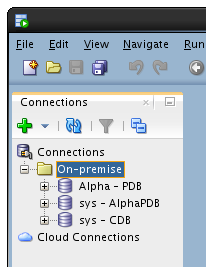 File Edit View Navigate Run
Connections
Connections
On-premise
Alpha - PDB
sys - AlphaPDB
sys - CDB
Cloud Connections